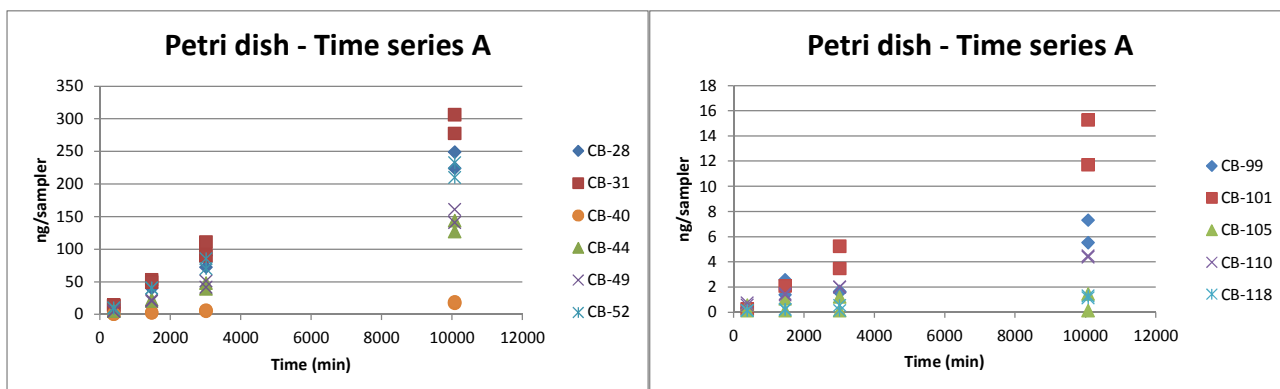 Petri dish - Time series A
ng/sampler
350
300
250
200
150
100
50
0
0 2000 4000 6000 8000 10000 12000
Time (min)
CB-28
CB-31
CB-40
CB-44
CB-49
CB-52
Petri dish - Time series A
ng/sampler
18
16
14
12
10
8
6
4
2
0
0 2000 4000 6000 8000 10000 12000
Time (min)
CB-99
CB-101
CB-105
CB-110
CB-118